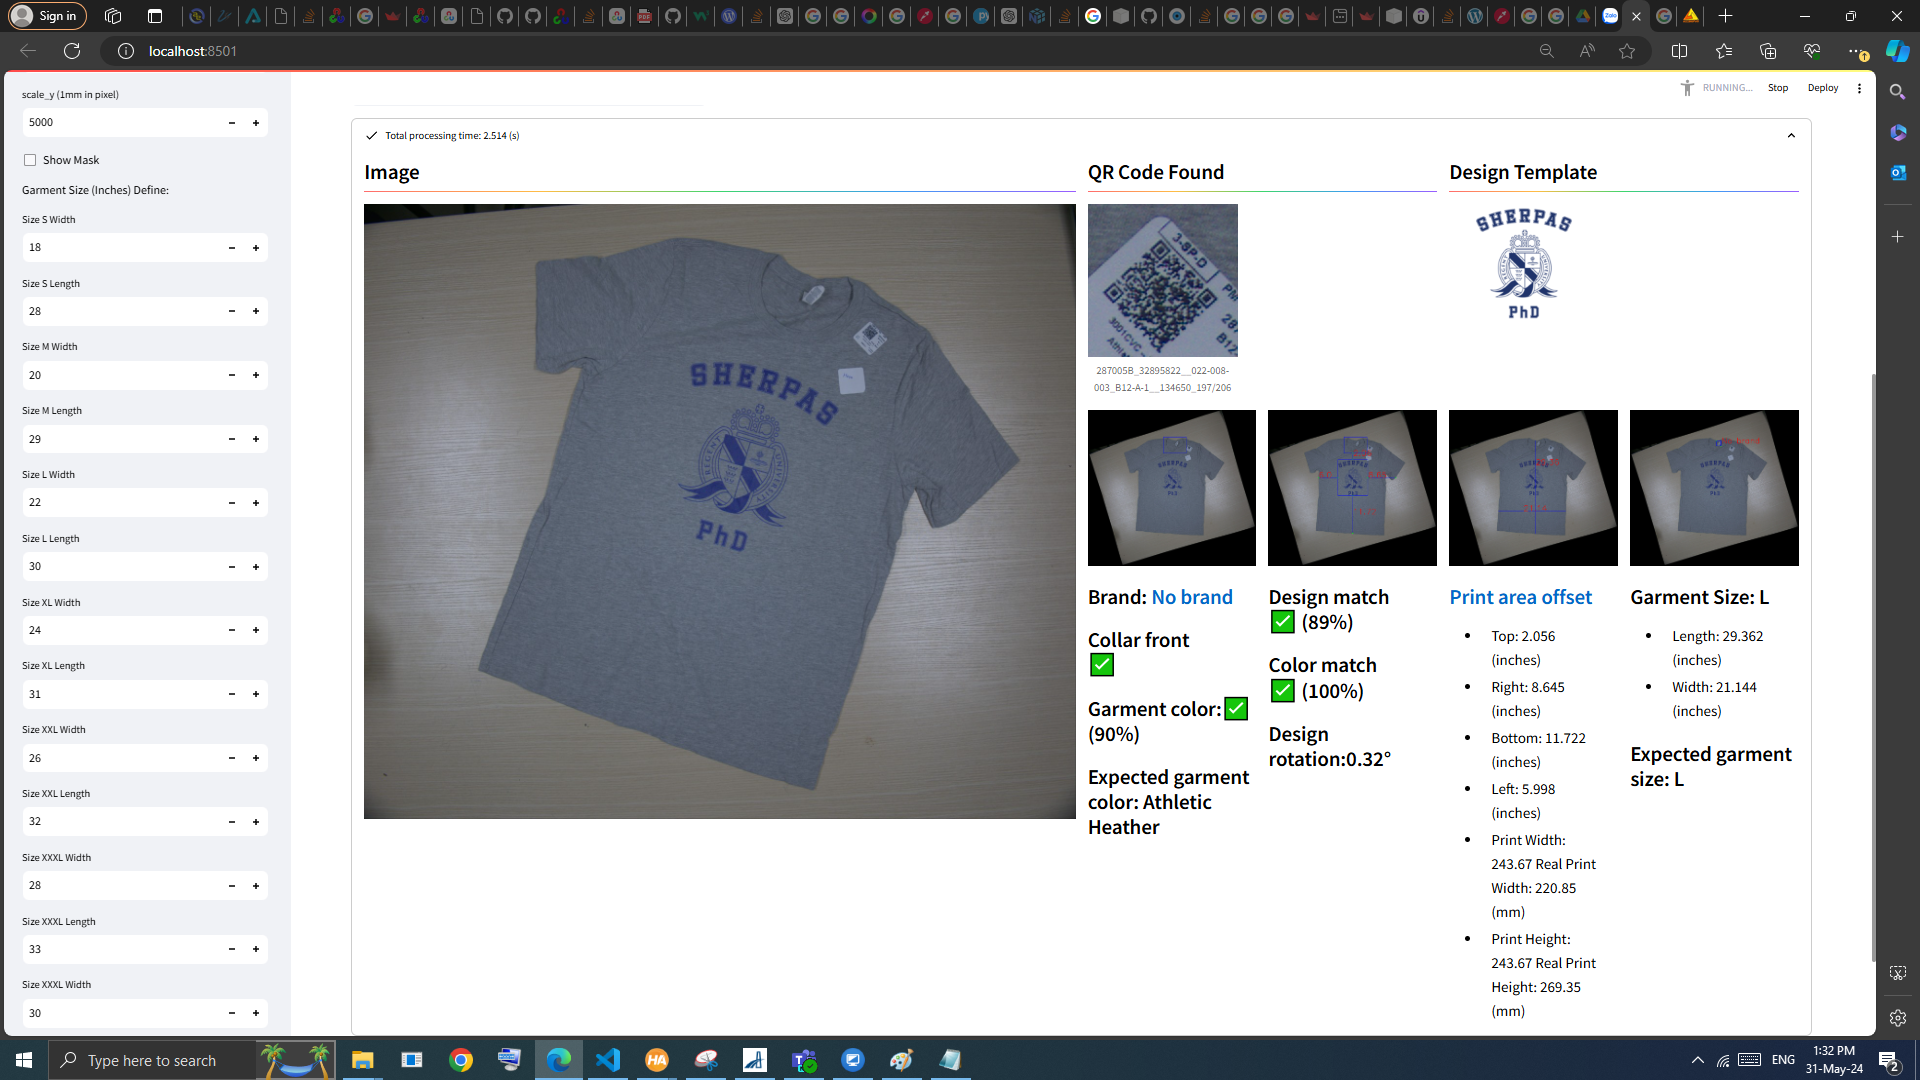 Sign in
localhost:8501
scale_y (1mm in pixel)
5000
Show Mask
Garment Size (Inches) Define:
Size S Width
18
Size S Length
28
Size M Width
20
Size M Length
29
Size L Width
22
Size L Length
30
Size XL Width
24
Size XL Length
31
Size XXL Width
26
Size XXL Length
32
Size XXXL Width
28
Size XXXL Length
33
Size XXXL Width
30
RUNNING...
Stop
Deploy
Total processing time: 2.514 (s)
Image
SHERPAS
REGENT UNIVERSITY
PhD
QR Code Found
3-SP-D
3001CVC
287005B_32895822__022-008-
003_B12-A-1__134650_197/206
Design Template
SHERPAS
PhD
Brand: No brand
Collar front
Garment color:
(90%)
Expected garment
color: Athletic
Heather
Design match
(89%)
Color match
(100%)
Design
rotation:0.32°
Print area offset
Top: 2.056
(inches)
Right: 8.645
(inches)
Bottom: 11.722
(inches)
Left: 5.998
(inches)
Print Width:
243.67 Real Print
Width: 220.85
(mm)
Print Height:
243.67 Real Print
Height: 269.35
(mm)
Garment Size: L
Length: 29.362
(inches)
Width: 21.144
(inches)
Expected garment
size: L
Type here to search
ENG
1:32 PM
31-May-24
2